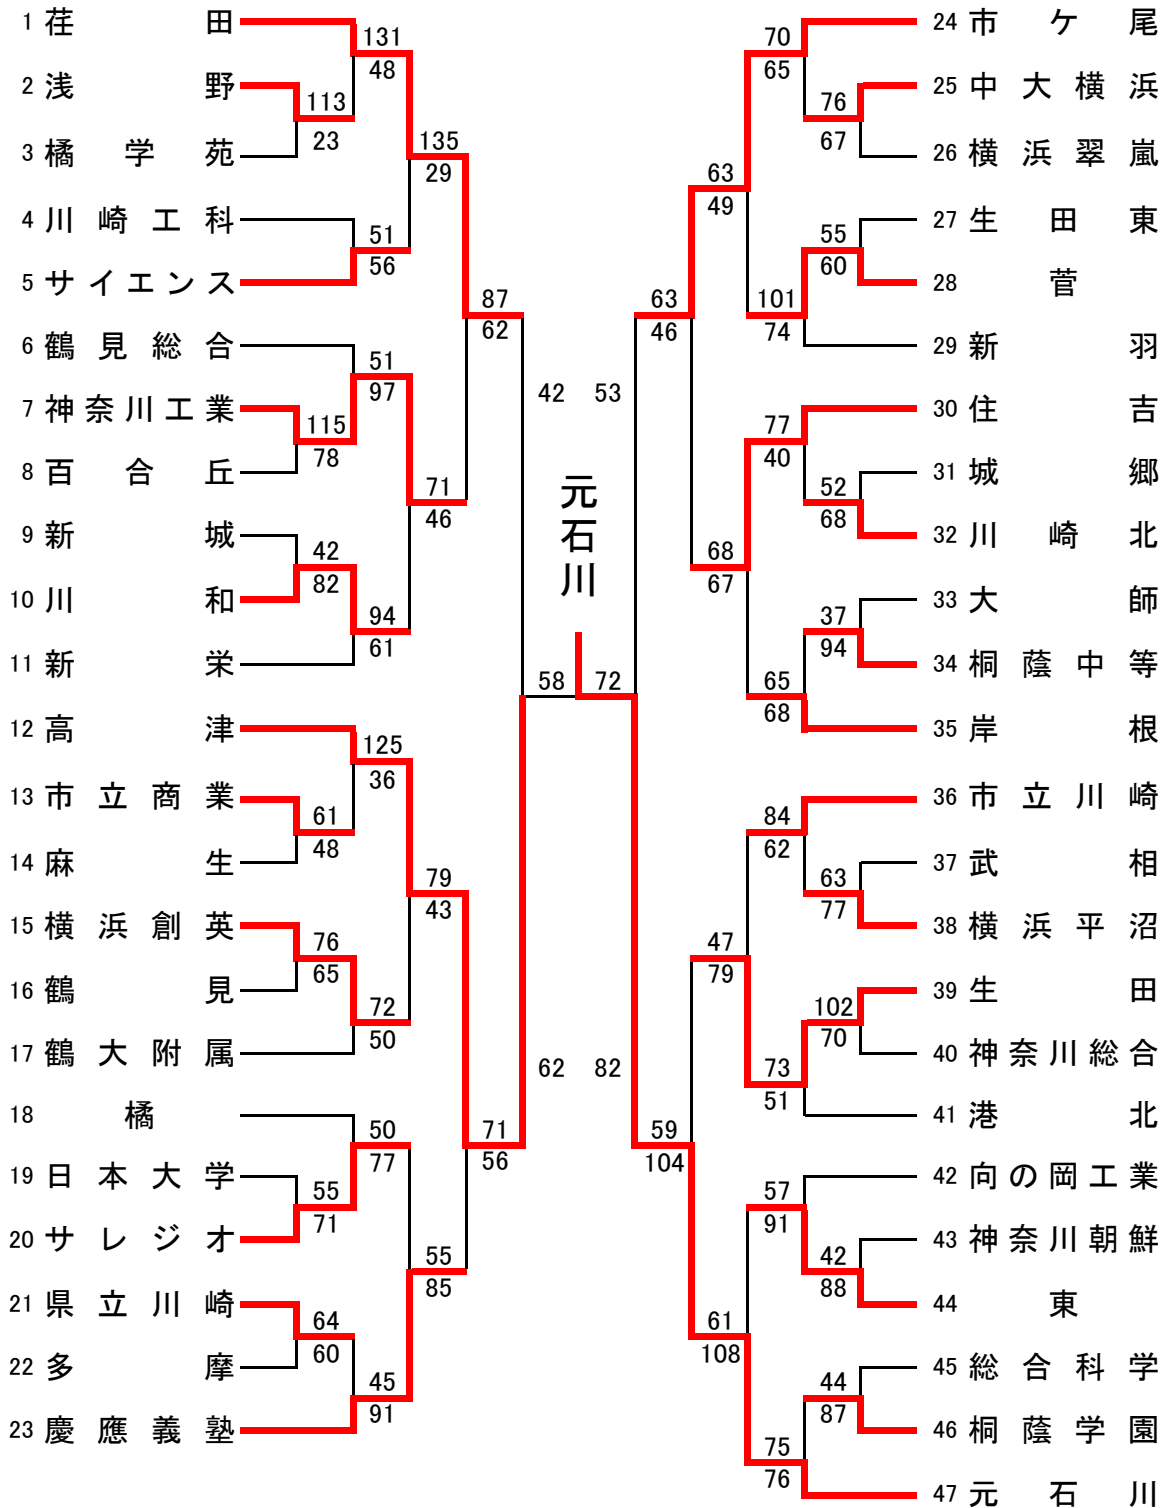 1 荏田
2 浅野
3 橘学苑
4 川崎工科
5 サイエンス
6 鶴見総合
7 神奈川工業
8 百合丘
9 新城
10 川和
11 新栄
12 高津
13 市立商業
14 麻生
15 横浜創英
16 鶴見
17 鶴大附属
18 橘
19 日本大学
20 サレジオ
21 県立川崎
22 多摩
23 慶應義塾
131
48
113
23
135
29
51
56
87
62
51
97
115
78
71
46
42
82
94
61
125
36
61
48
79
43
76
65
72
50
71
56
50
77
55
71
55
85
64
60
45
91
42 53
元石川
58 72
62 82
70
65
76
67
63
49
55
60
101
74
63
46
77
40
52
68
68
67
37
94
65
68
84
62
63
77
47
79
102
70
73
51
59
104
57
91
42
88
61
108
44
87
75
76
24 市ケ尾
25 中大横浜
26 横浜翠嵐
27 生田東
28 菅
29 新羽
30 住吉
31 城郷
32 川崎北
33 大師
34 桐蔭中等
35 岸根
36 市立川崎
37 武相
38 横浜平沼
39 生田
40 神奈川総合
41 港北
42 向の岡工業
43 神奈川朝鮮
44 東
45 総合科学
46 桐蔭学園
47 元石川